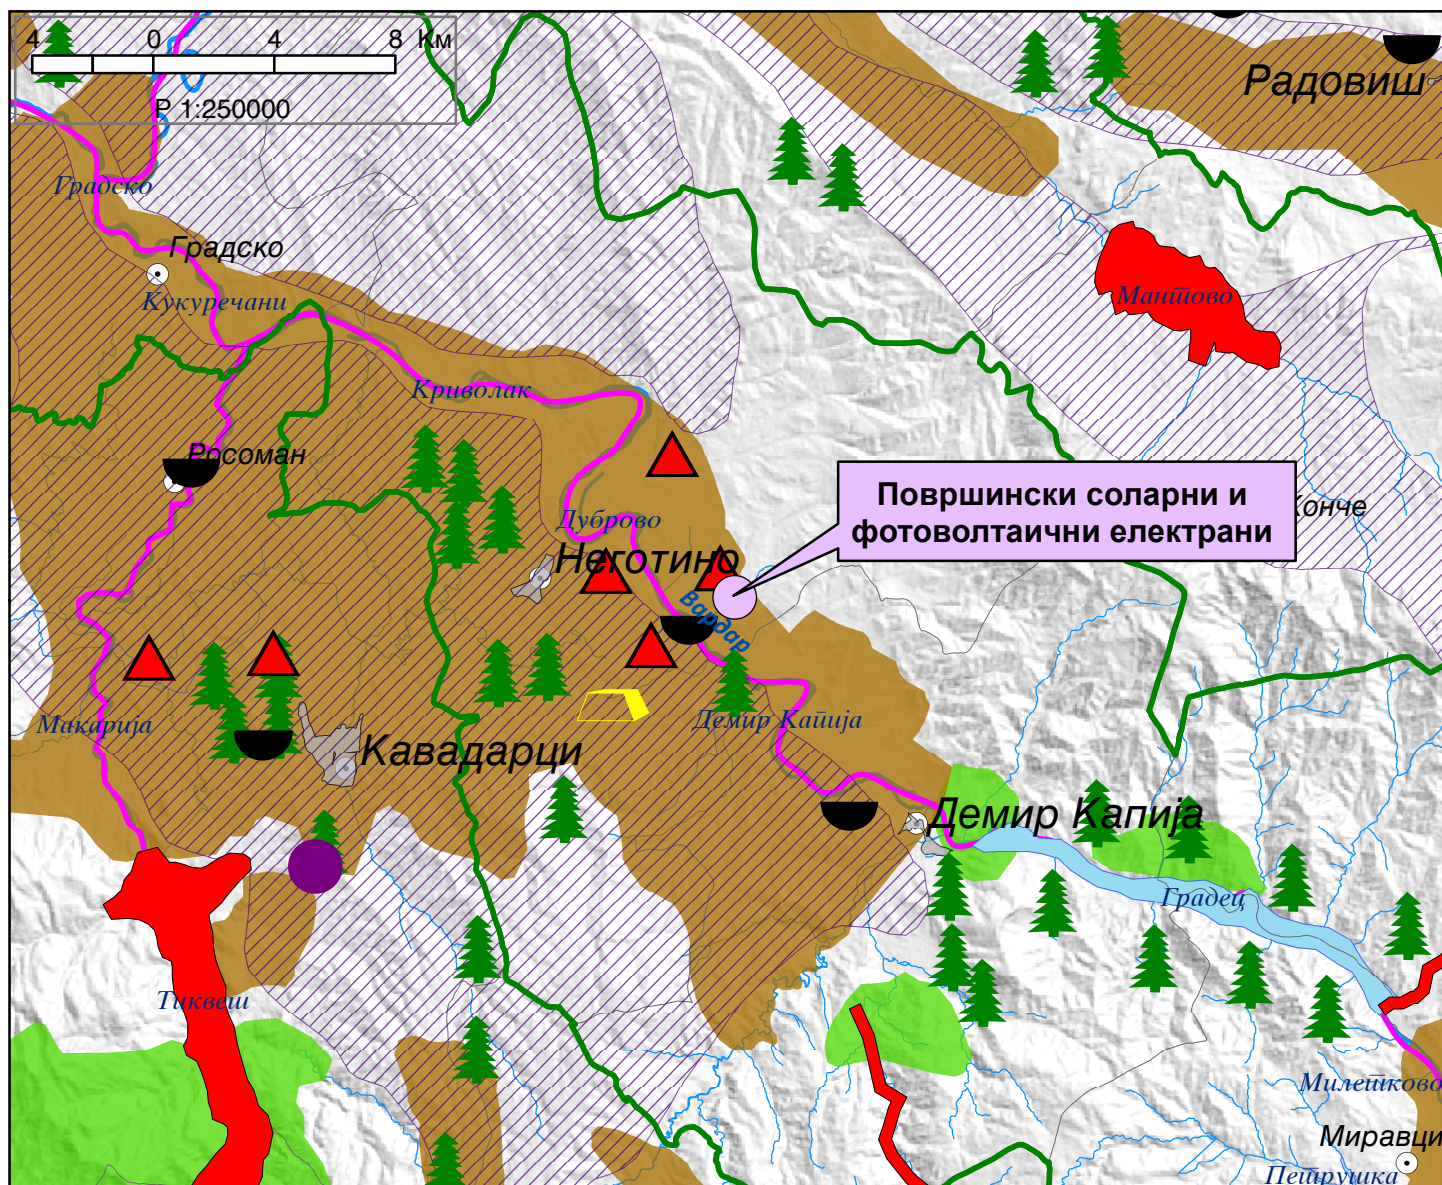 4 0 4 8 Км
Р 1:250000
Радовиш
Градско
Градско
Кукуречани
Мантово
Криволак
Росоман
Површински соларни и
фотоволтаични електрани
Конче
Дуброво
Неготино
Вардар
Макарија
Демир Капија
Кавадарци
Демир Капија
Градец
Тиквеш
Милетково
Миравци
Петрушка